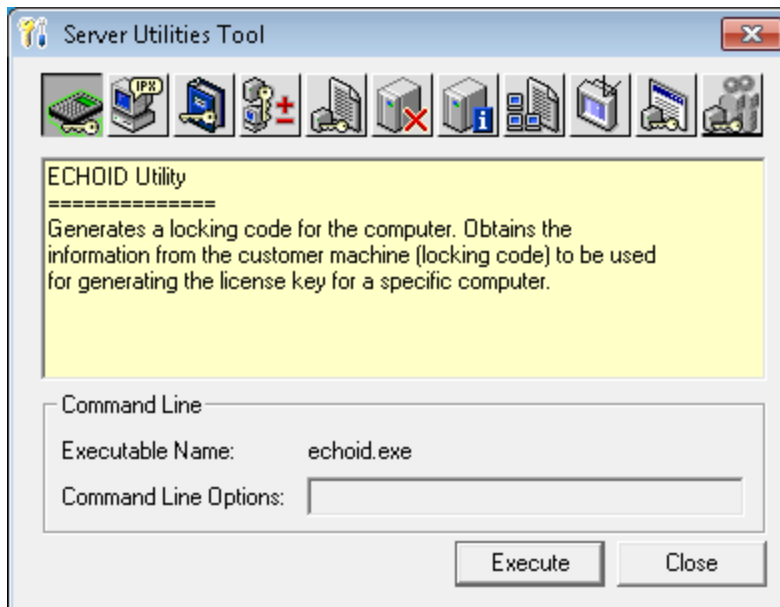 Server Utilities Tool
IPX
ECHOID Utility
==============
Generates a locking code for the computer. Obtains the
information from the customer machine (locking code) to be used
for generating the license key for a specific computer.
Command Line
Executable Name: echoid.exe
Command Line Options:
Execute Close